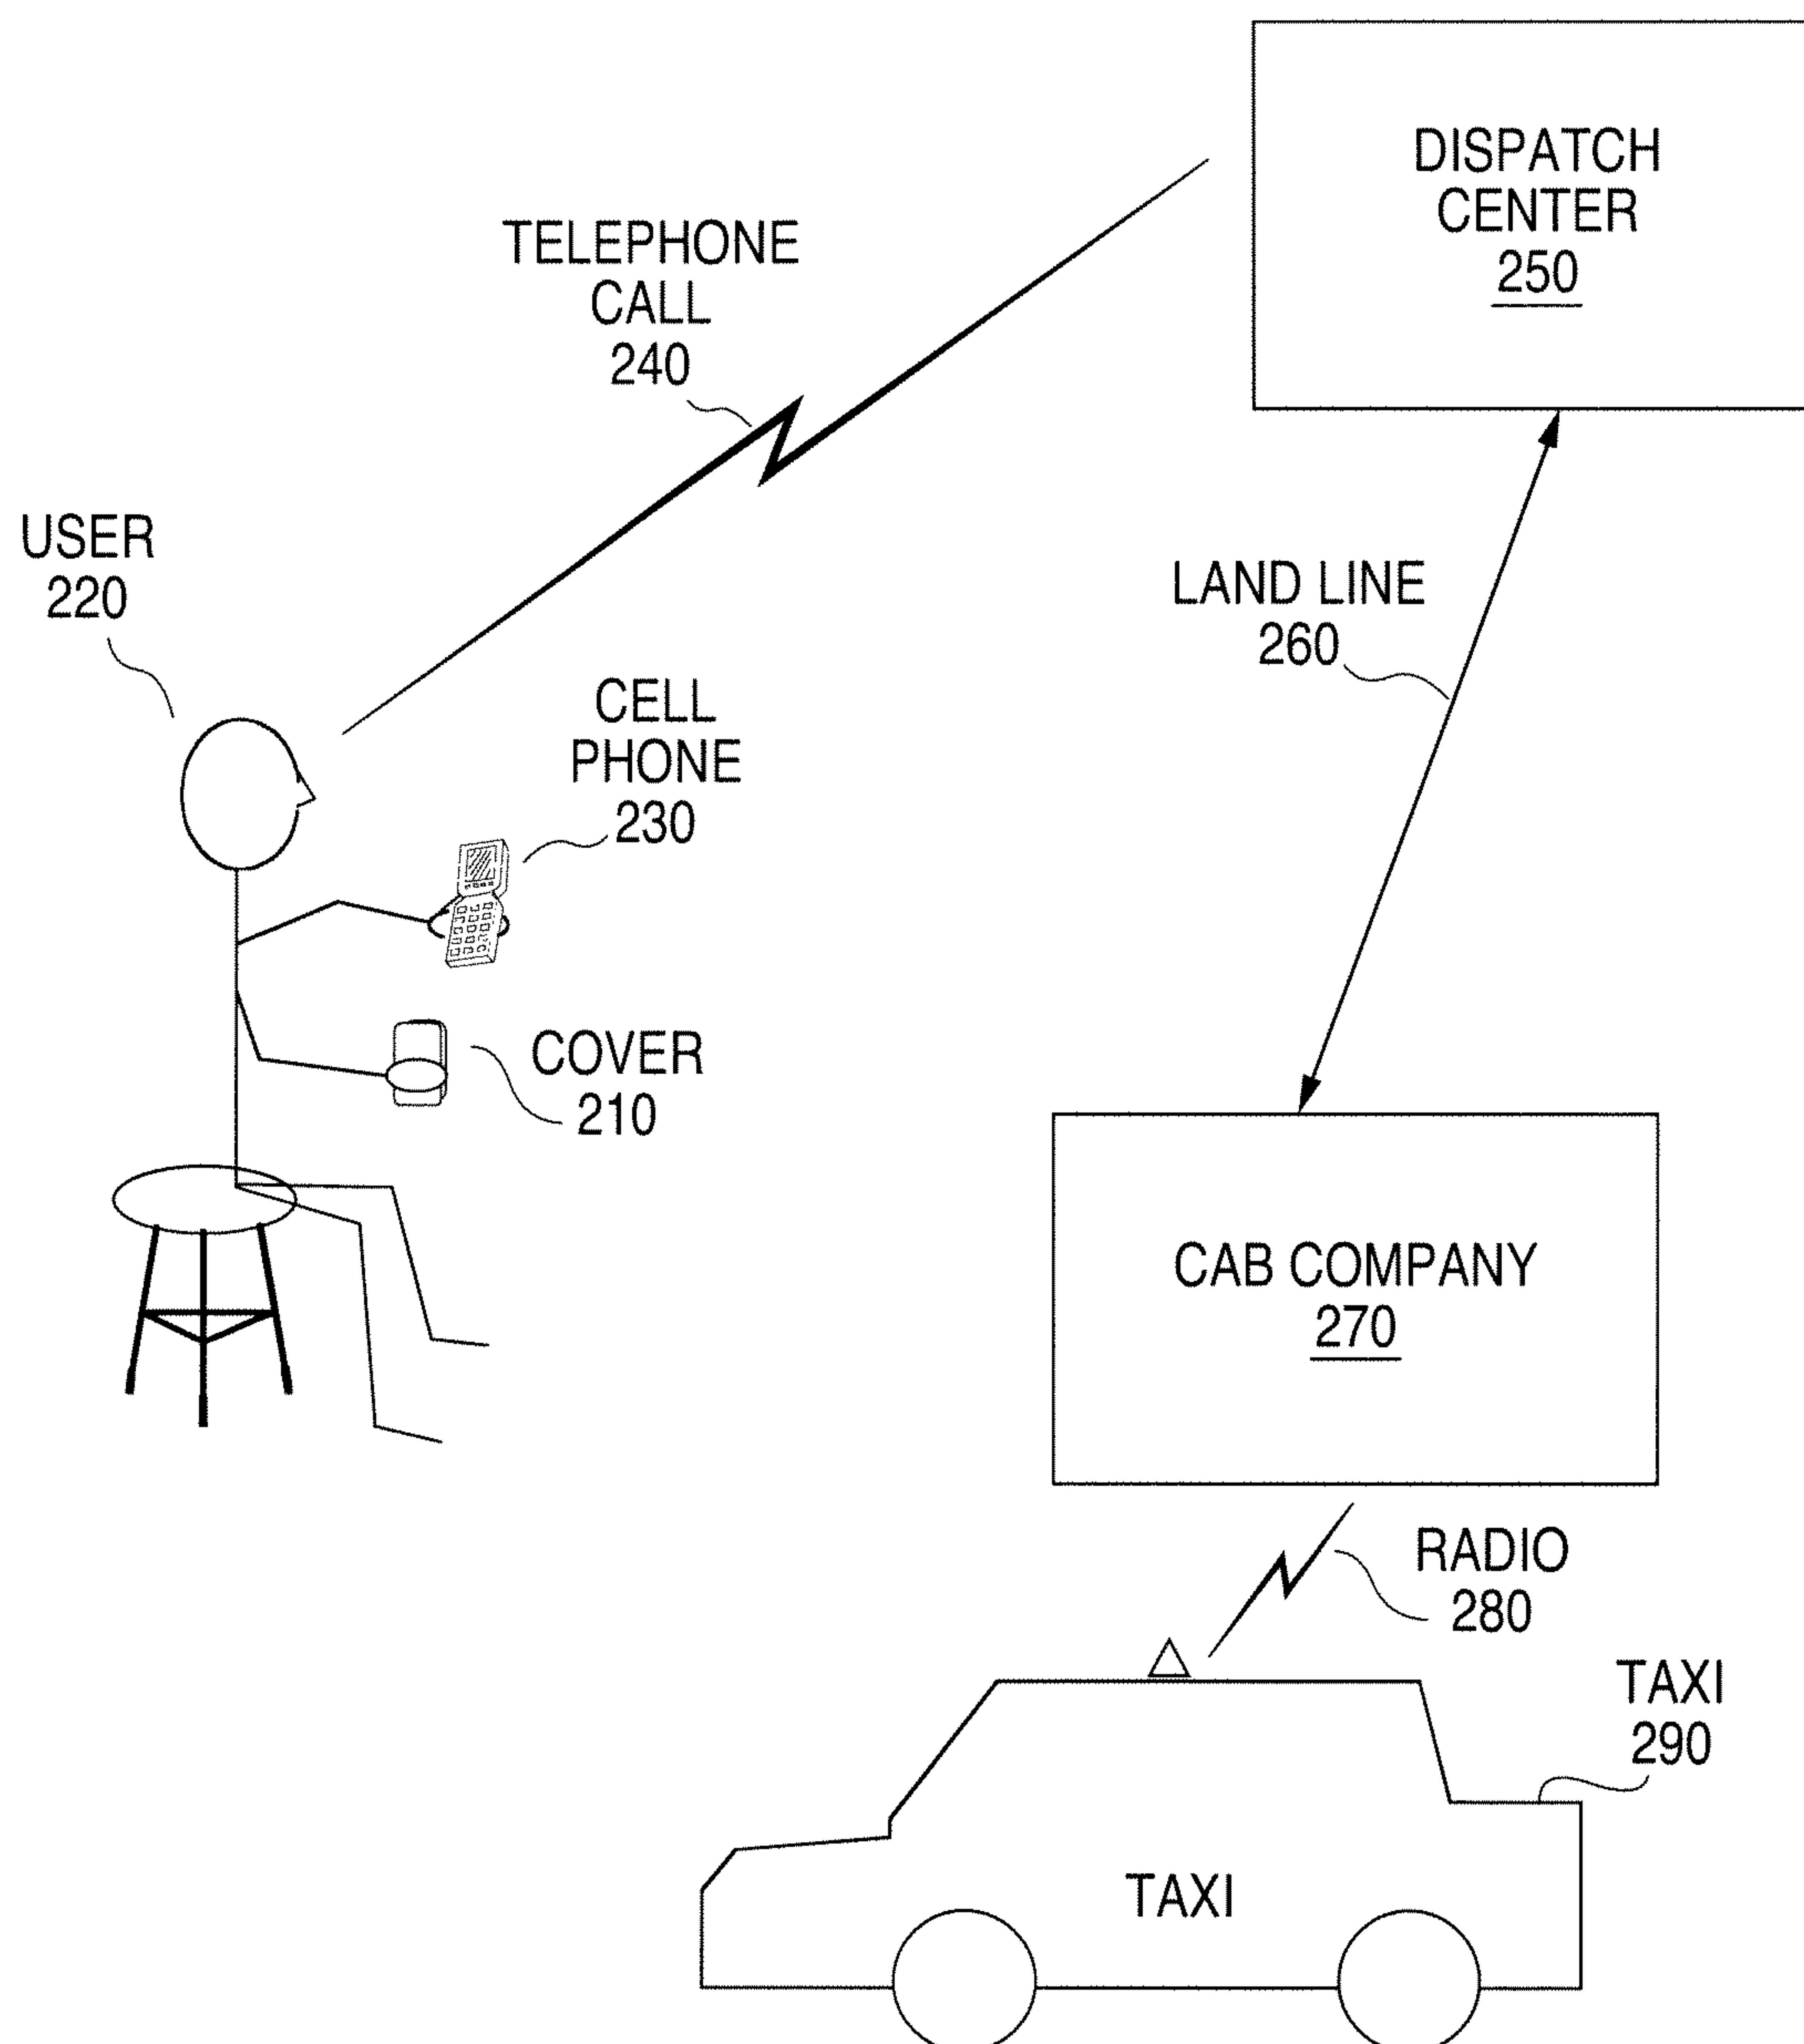 DISPATCH
CENTER
250
TELEPHONE
CALL
240
USER
220
LAND LINE
260
CELL
PHONE
230
COVER
210
CAB COMPANY
270
RADIO
280
TAXI
290
TAXI